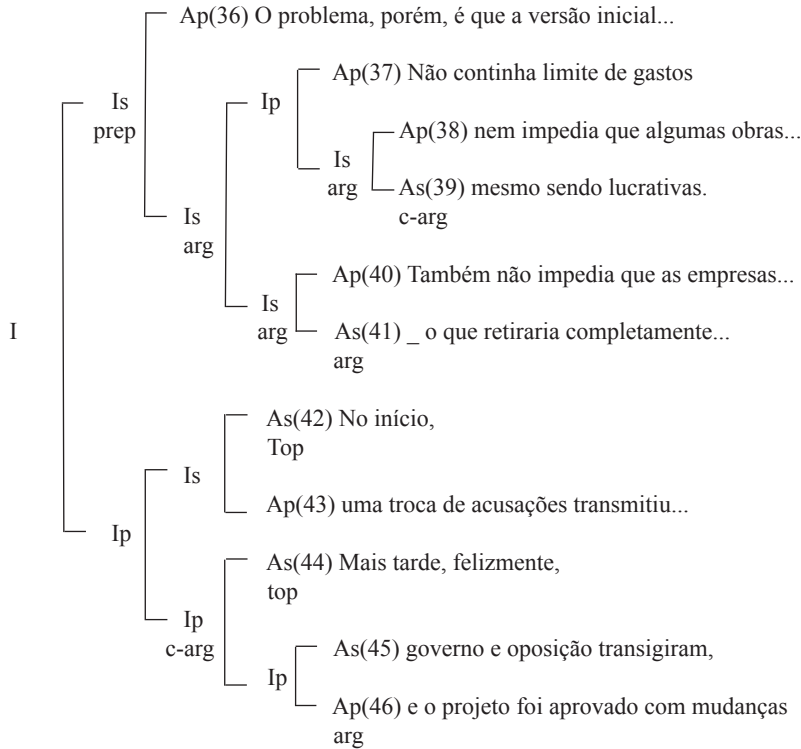 Ap(36) O problema, porém, é que a versão inicial...
Ap(37) Não continha limite de gastos
Is
prep
Ip
Ap(38) nem impedia que algumas obras...
Is
arg
As(39) mesmo sendo lucrativas.
c-arg
Is
arg
Ap(40) Também não impedia que as empresas...
Is
arg
As(41) _ o que retiraria completamente...
arg
I
As(42) No início,
Top
Is
Ap(43) uma troca de acusações transmitiu...
Ip
As(44) Mais tarde, felizmente,
top
Ip
c-arg
As(45) governo e oposição transigiram,
Ip
Ap(46) e o projeto foi aprovado com mudanças
arg